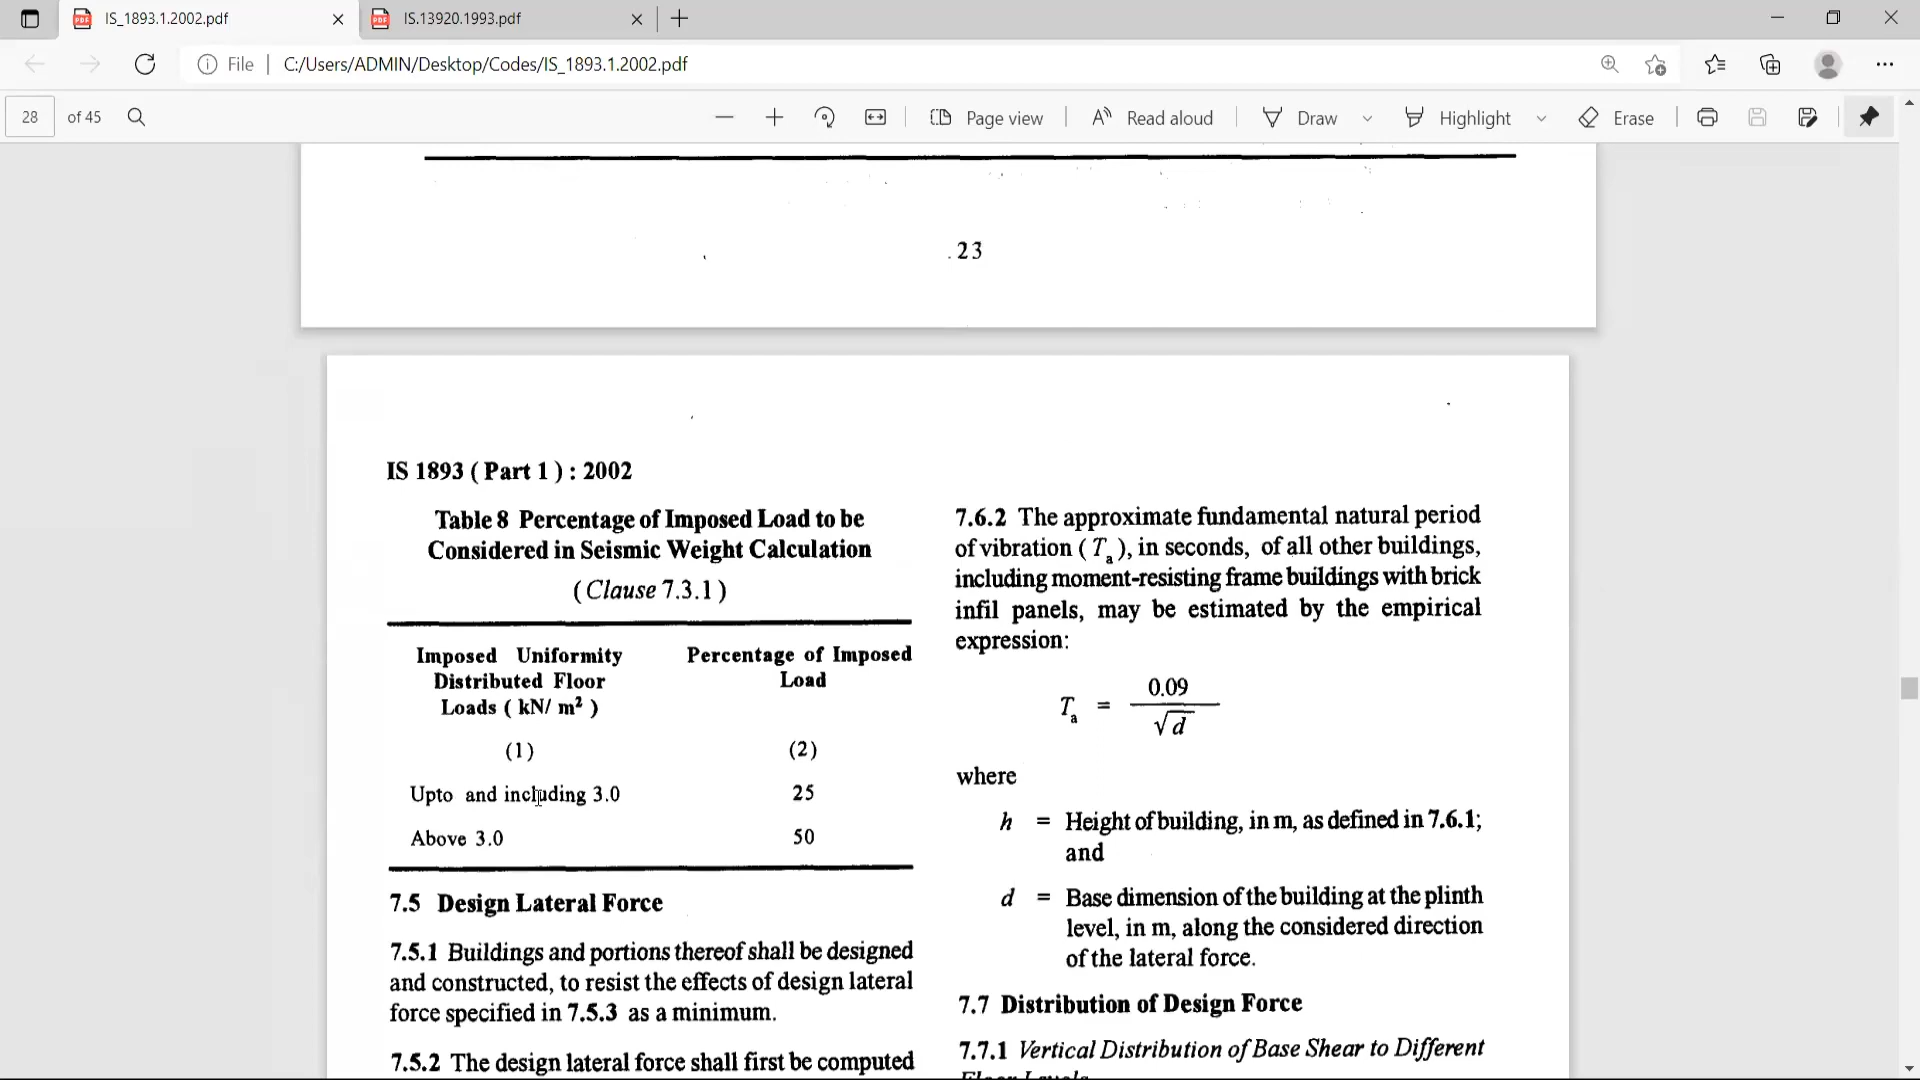 IS_1893.1.2002.pdf
IS.13920.1993.pdf
File
C:/Users/ADMIN/Desktop/Codes/IS_1893.1.2002.pdf
28 of 45
Page view
Read aloud
Draw
Highlight
Erase
. 23
IS 1893 ( Part 1 ) : 2002
Table 8 Percentage of Imposed Load to be
Considered in Seismic Weight Calculation
( Clause 7.3.1 )
Imposed Uniformity
Distributed Floor
Loads ( kN/ m² )
Percentage of Imposed
Load
(1) (2)
Upto and including 3.0 25
Above 3.0 50
7.5 Design Lateral Force
7.5.1 Buildings and portions thereof shall be designed
and constructed, to resist the effects of design lateral
force specified in 7.5.3 as a minimum.
7.5.2 The design lateral force shall first be computed
7.6.2 The approximate fundamental natural period
of vibration ( Tₐ ), in seconds, of all other buildings,
including moment-resisting frame buildings with brick
infil panels, may be estimated by the empirical
expression:
Tₐ = 0.09 / √d
where
h = Height of building, in m, as defined in 7.6.1;
and
d = Base dimension of the building at the plinth
level, in m, along the considered direction
of the lateral force.
7.7 Distribution of Design Force
7.7.1 Vertical Distribution of Base Shear to Different
Floor Levels